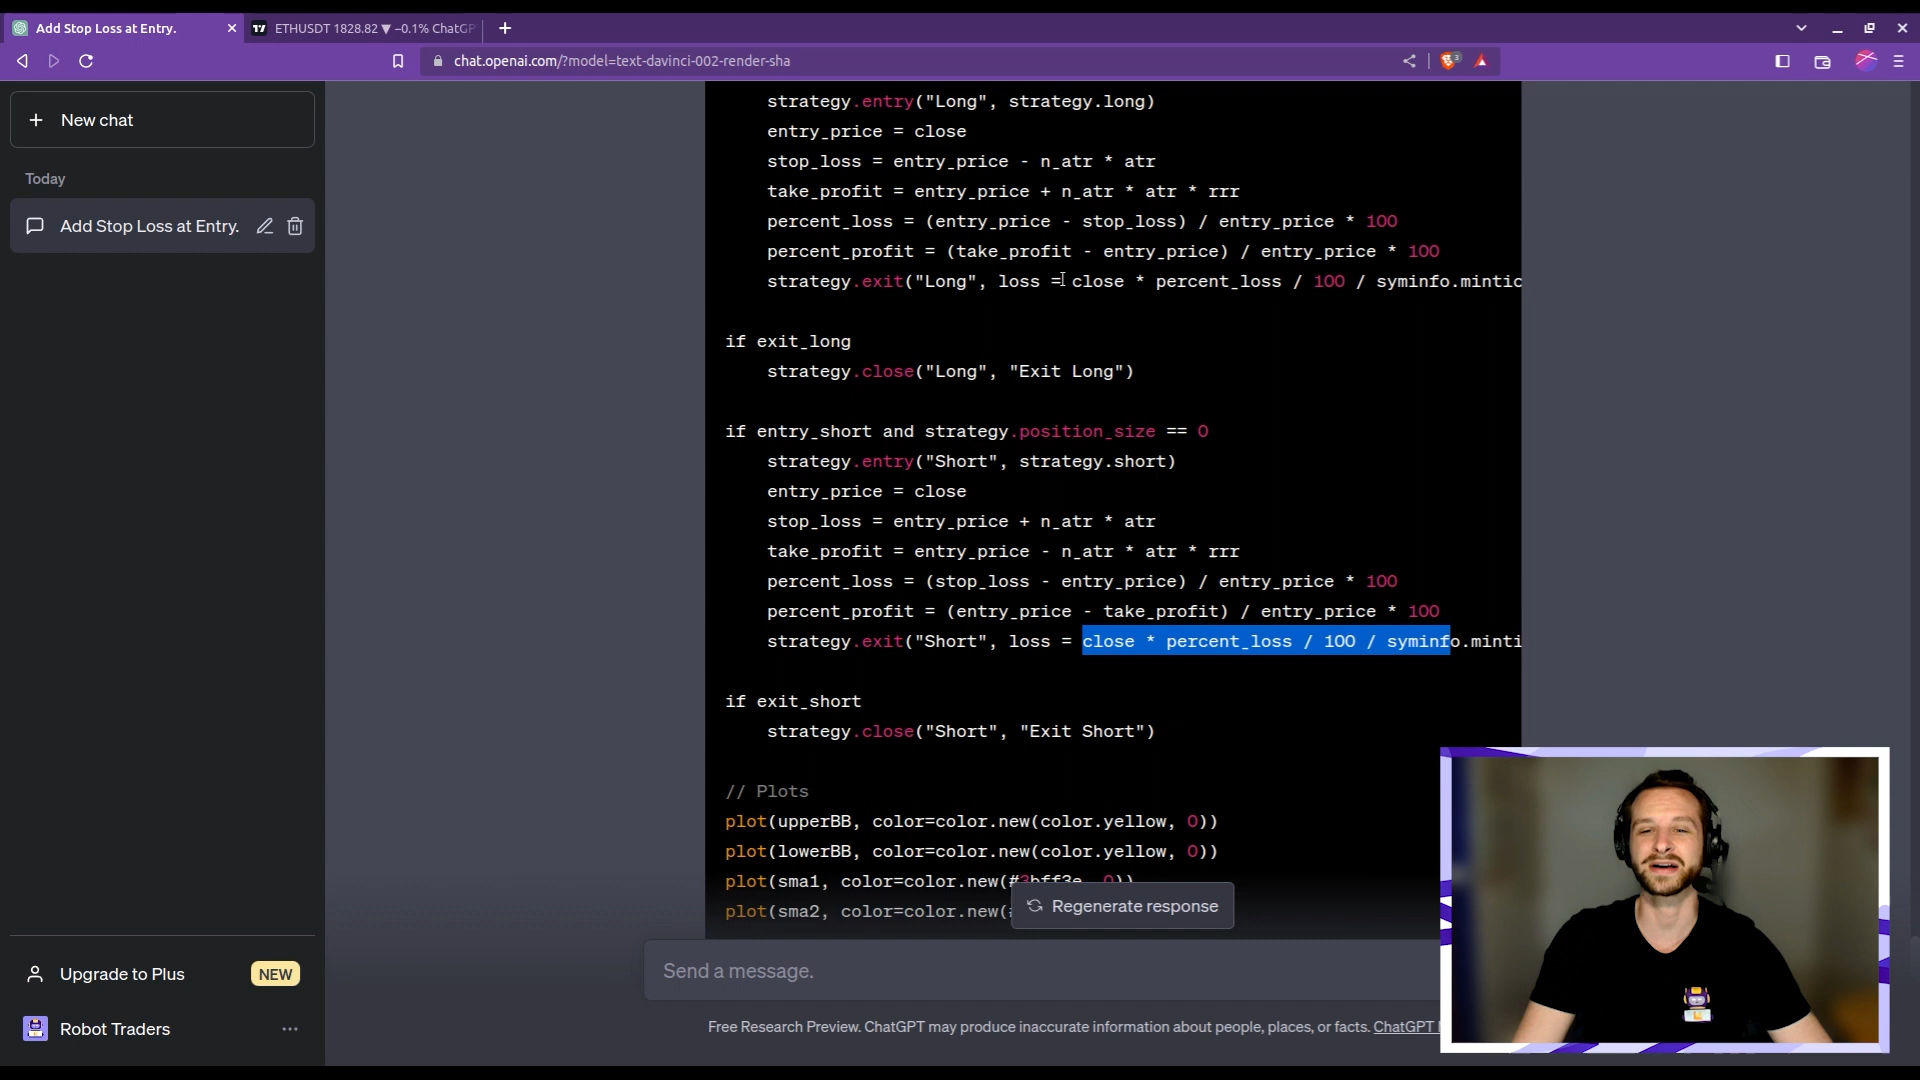 Add Stop Loss at Entry.
ETHUSDT 1828.82 ▼ −0.1% ChatGP
chat.openai.com/?model=text-davinci-002-render-sha
3
New chat
Today
Add Stop Loss at Entry.
strategy.entry("Long", strategy.long)
entry_price = close
stop_loss = entry_price - n_atr * atr
take_profit = entry_price + n_atr * atr * rrr
percent_loss = (entry_price - stop_loss) / entry_price * 100
percent_profit = (take_profit - entry_price) / entry_price * 100
strategy.exit("Long", loss = close * percent_loss / 100 / syminfo.mintic
if exit_long
strategy.close("Long", "Exit Long")
if entry_short and strategy.position_size == 0
strategy.entry("Short", strategy.short)
entry_price = close
stop_loss = entry_price + n_atr * atr
take_profit = entry_price - n_atr * atr * rrr
percent_loss = (stop_loss - entry_price) / entry_price * 100
percent_profit = (entry_price - take_profit) / entry_price * 100
strategy.exit("Short", loss = close * percent_loss / 100 / syminfo.minti
if exit_short
strategy.close("Short", "Exit Short")
// Plots
plot(upperBB, color=color.new(color.yellow, 0))
plot(lowerBB, color=color.new(color.yellow, 0))
plot(sma1, color=color.new(#3bff3e, 0))
plot(sma2, color=color.new(
Regenerate response
Send a message.
Free Research Preview. ChatGPT may produce inaccurate information about people, places, or facts. ChatGPT
Upgrade to Plus
NEW
Robot Traders